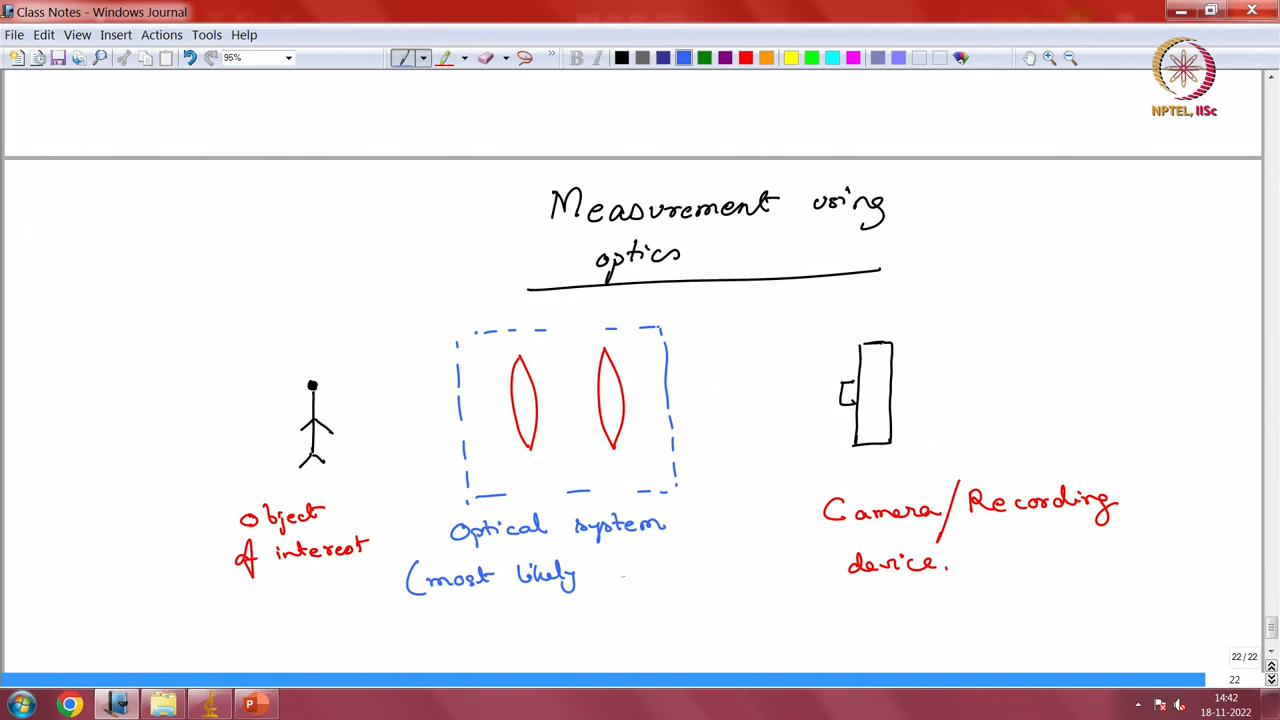 Class Notes - Windows Journal
File Edit View Insert Actions Tools Help
95%
B I
NPTEL, IISc
Measurement using
optics
Object
of interest
Optical system
(most likely
Camera/Recording
device.
22/22
22
14:42
18-11-2022